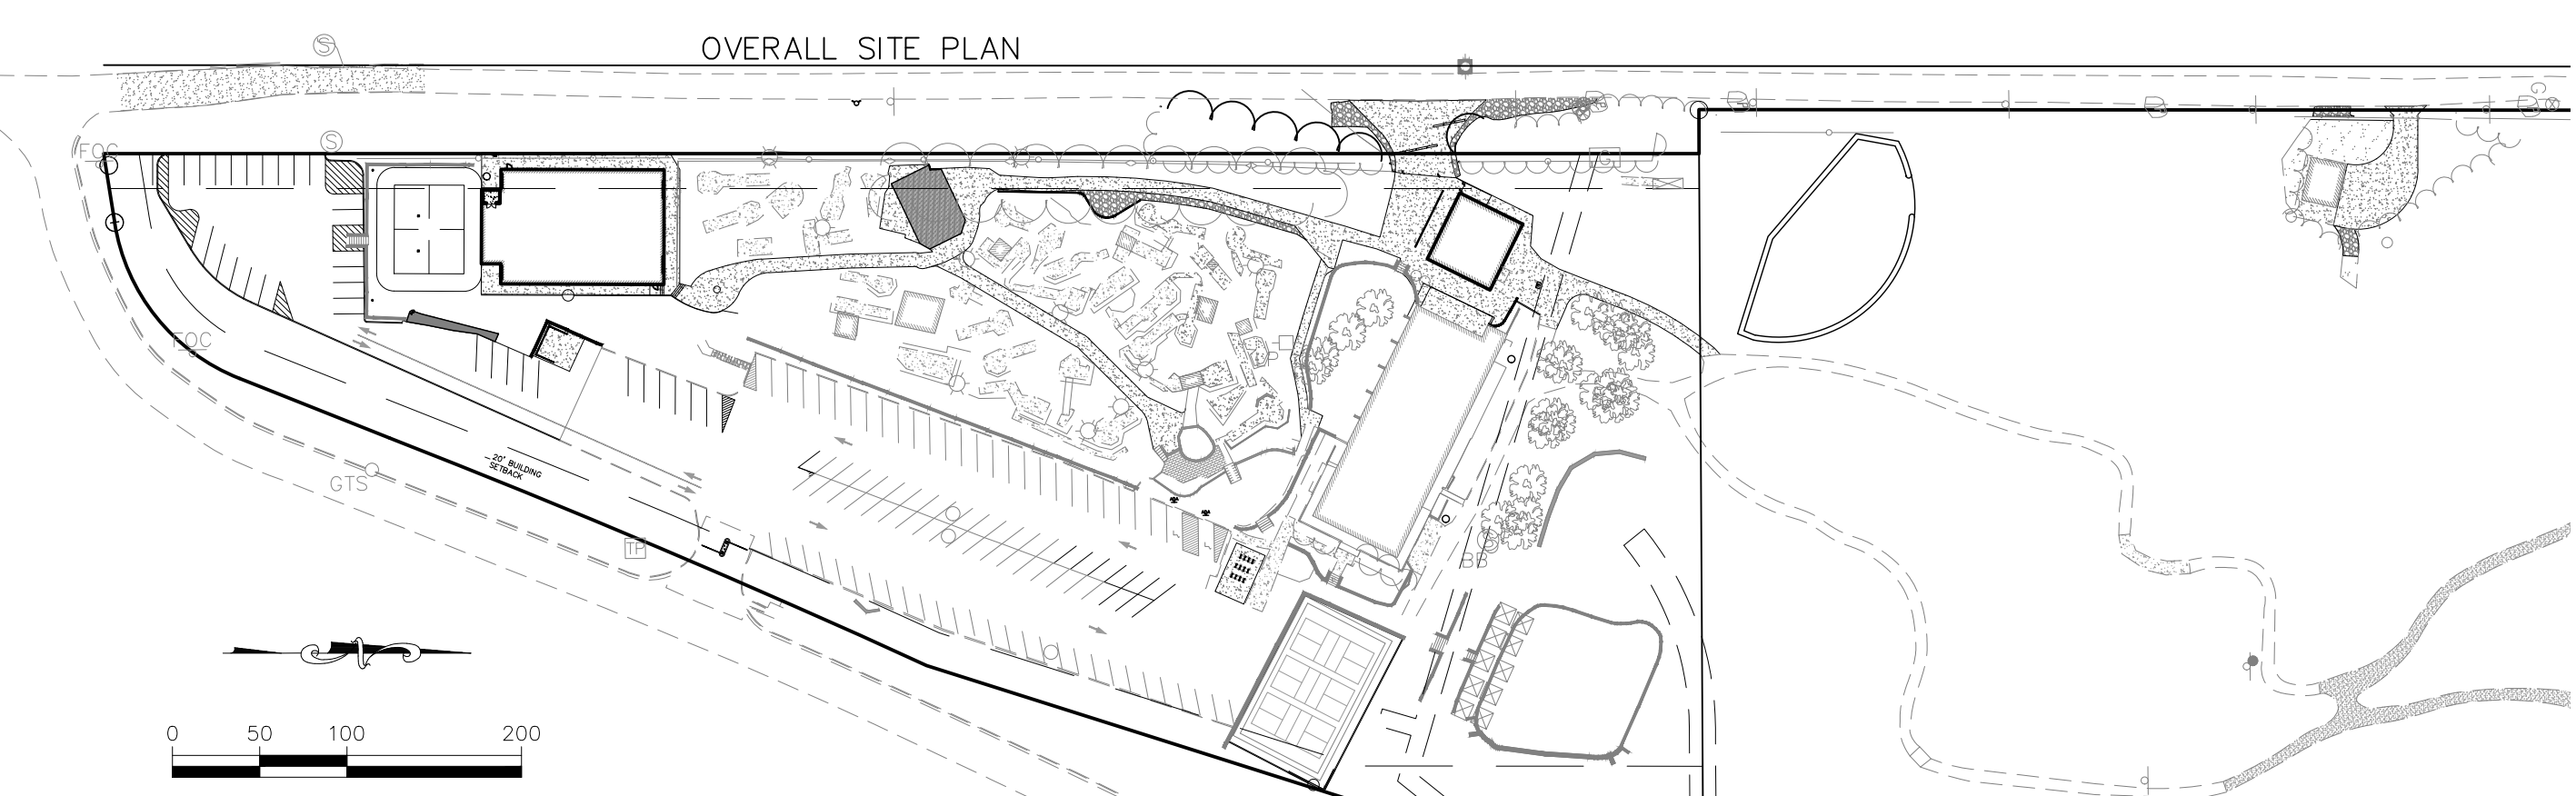 OVERALL SITE PLAN
S
S
FOC
G
FOC
20' BUILDING
SETBACK
GTS
TP
BB
0 50 100 200